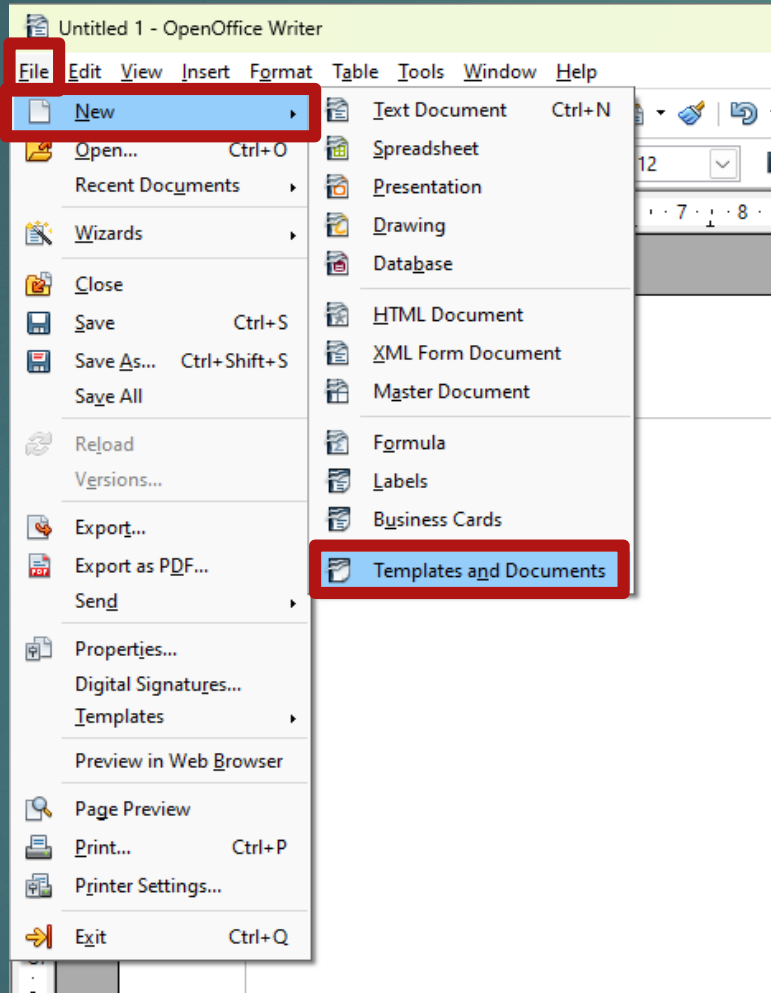 Untitled 1 - OpenOffice Writer
File Edit View Insert Format Table Tools Window Help
New
Open... Ctrl+O
Recent Documents
Wizards
Close
Save Ctrl+S
Save As... Ctrl+Shift+S
Save All
Reload
Versions...
Export...
Export as PDF...
Send
Properties...
Digital Signatures...
Templates
Preview in Web Browser
Page Preview
Print... Ctrl+P
Printer Settings...
Exit Ctrl+Q
Text Document Ctrl+N
Spreadsheet
Presentation
Drawing
Database
HTML Document
XML Form Document
Master Document
Formula
Labels
Business Cards
Templates and Documents
12
7 8